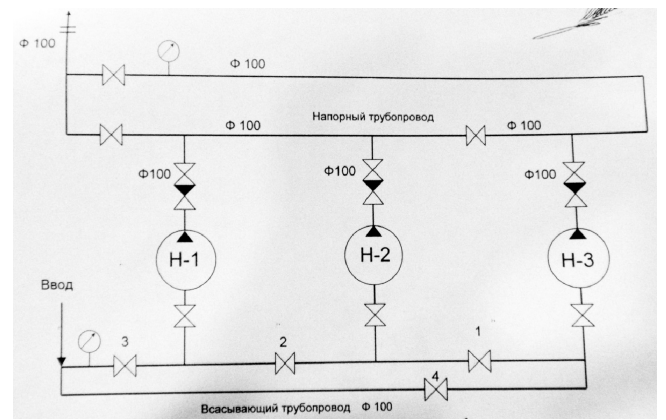 Ф 100
Ф 100
Напорный трубопровод
Ф 100
Ф 100
Ф100
Ф100
Ф100
Н-1
Н-2
Н-3
Ввод
3
2
1
4
Всасывающий трубопровод Ф 100